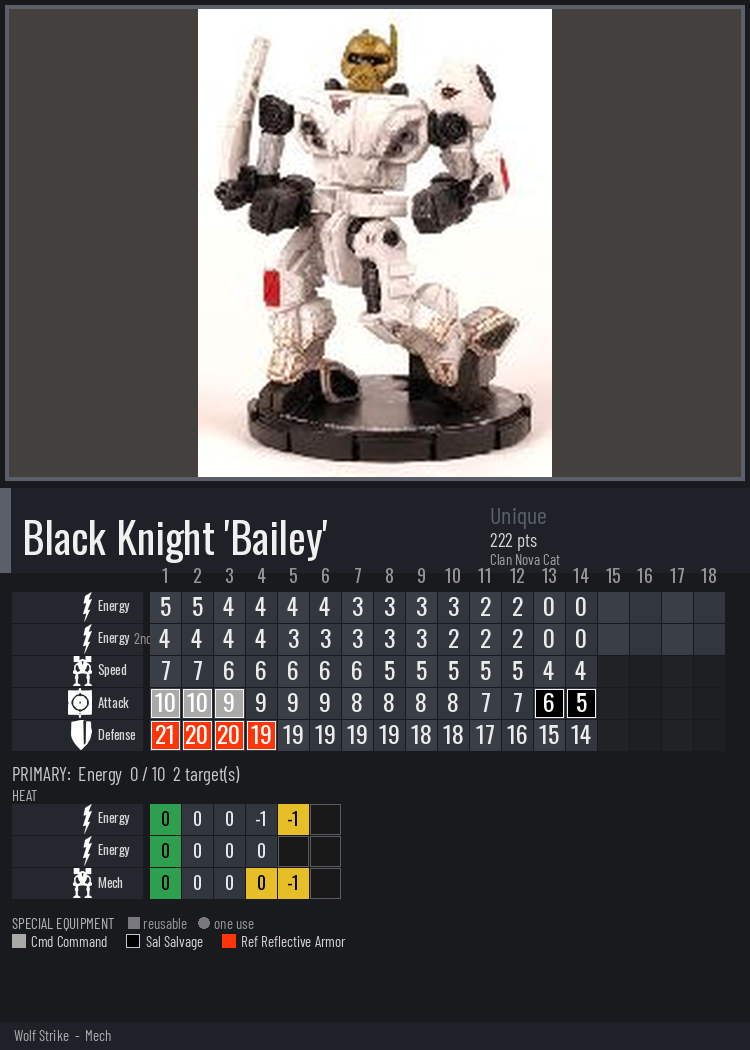 Black Knight 'Bailey'
Unique
222 pts
Clan Nova Cat
1 2 3 4 5 6 7 8 9 10 11 12 13 14 15 16 17 18
Energy 5 5 4 4 4 4 3 3 3 3 2 2 0 0
Energy 2nd 4 4 4 4 3 3 3 3 3 2 2 2 0 0
Speed 7 7 6 6 6 6 6 5 5 5 5 5 4 4
Attack 10 10 9 9 9 9 8 8 8 8 7 7 6 5
Defense 21 20 20 19 19 19 19 19 18 18 17 16 15 14
PRIMARY: Energy 0 / 10 2 target(s)
HEAT
Energy 0 0 0 -1 -1
Energy 0 0 0 0
Mech 0 0 0 0 -1
SPECIAL EQUIPMENT reusable one use
Cmd Command Sal Salvage Ref Reflective Armor
Wolf Strike - Mech